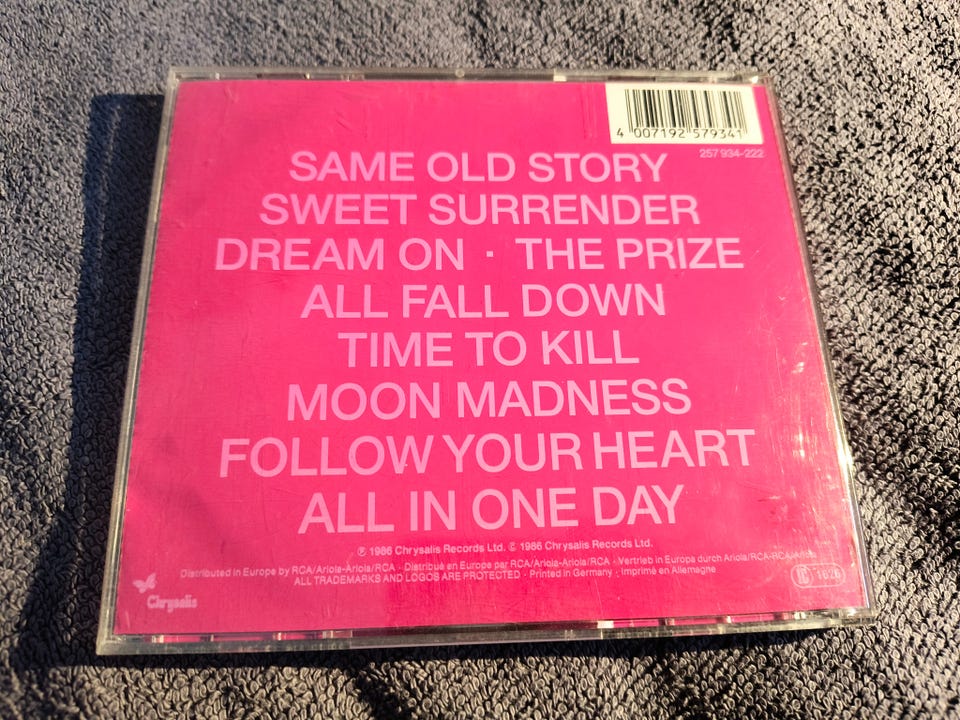 4 007192 579341
257 934-222
SAME OLD STORY
SWEET SURRENDER
DREAM ON · THE PRIZE
ALL FALL DOWN
TIME TO KILL
MOON MADNESS
FOLLOW YOUR HEART
ALL IN ONE DAY
℗ 1986 Chrysalis Records Ltd. © 1986 Chrysalis Records Ltd.
Distributed in Europe by RCA/Ariola-Ariola/RCA · Distribué en Europe par RCA/Ariola-Ariola/RCA · Vertrieb in Europe durch Ariola/RCA-RCA/Ariola
ALL TRADEMARKS AND LOGOS ARE PROTECTED · Printed in Germany · Imprimé en Allemagne
Chrysalis
LC 1626